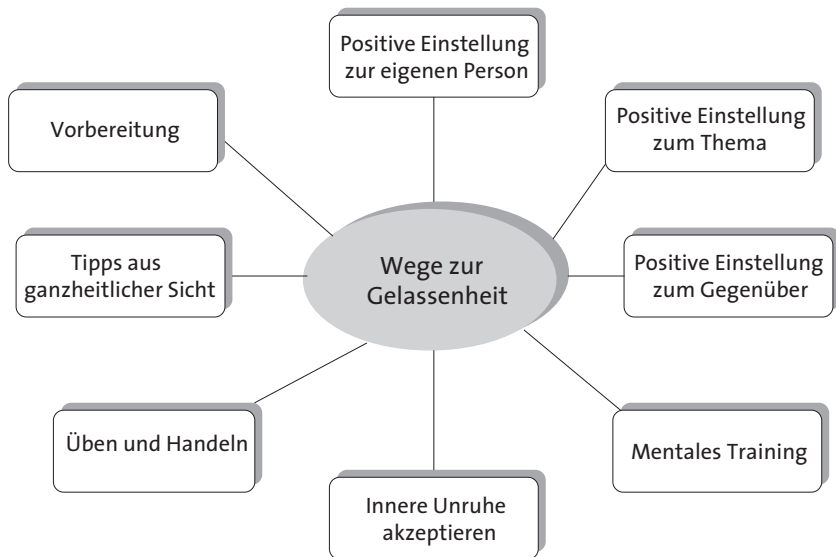 Positive Einstellung
zur eigenen Person
Vorbereitung
Positive Einstellung
zum Thema
Tipps aus
ganzheitlicher Sicht
Wege zur
Gelassenheit
Positive Einstellung
zum Gegenüber
Üben und Handeln
Mentales Training
Innere Unruhe
akzeptieren